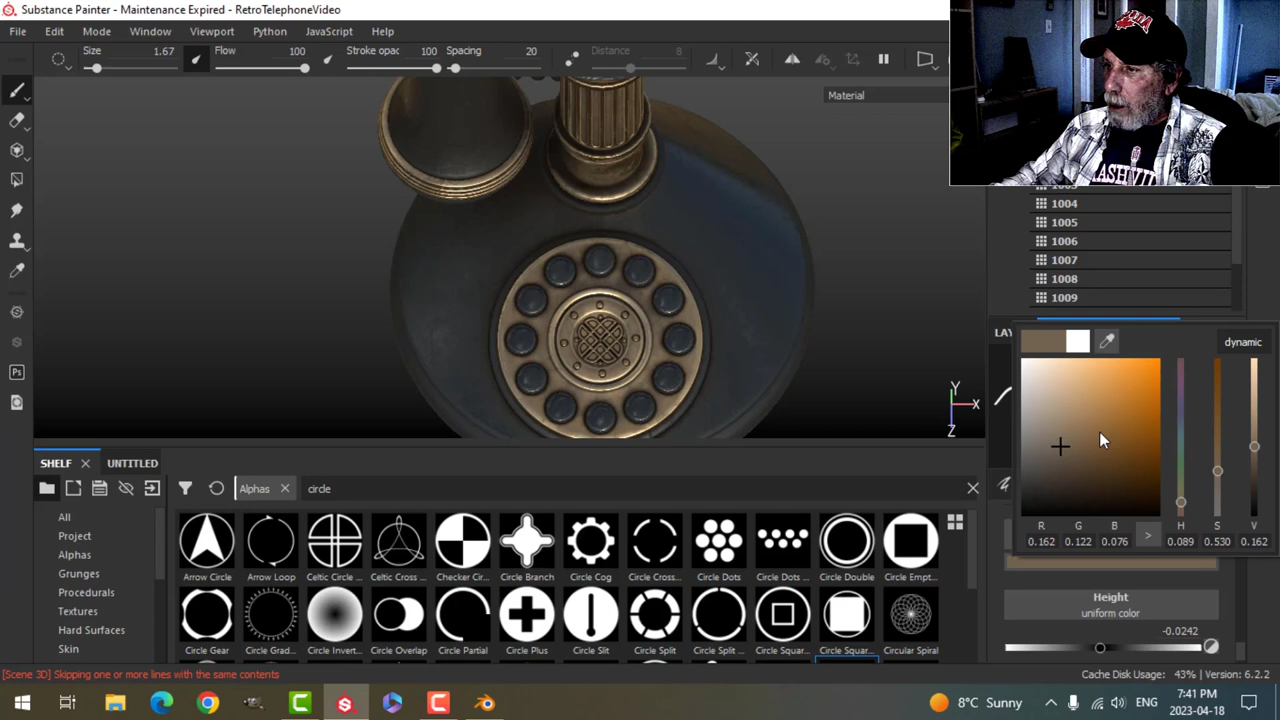 Substance Painter - Maintenance Expired - RetroTelephoneVideo
File Edit Mode Window Viewport Python JavaScript Help
Size 1.67 Flow 100 Stroke opac 100 Spacing 20 Distance 8
Material
1004
1005
1006
1007
1008
1009
LAY
dynamic
Y
X
Z
R G B > H S V
0.162 0.122 0.076 0.089 0.530 0.162
Height
uniform color
-0.0242
SHELF UNTITLED
Alphas circle
All
Project
Alphas
Grunges
Procedurals
Textures
Hard Surfaces
Skin
Arrow Circle Arrow Loop Celtic Circle ... Celtic Cross ... Checker Cir... Circle Branch Circle Cog Circle Cross... Circle Dots Circle Dots ... Circle Double Circle Empt...
Circle Gear Circle Grad... Circle Invert... Circle Overlap Circle Partial Circle Plus Circle Slit Circle Split Circle Split ... Circle Squar... Circle Squar... Circular Spiral
[Scene 3D] Skipping one or more lines with the same contents
Cache Disk Usage: 43% | Version: 6.2.2
8°C Sunny
ENG
7:41 PM
2023-04-18